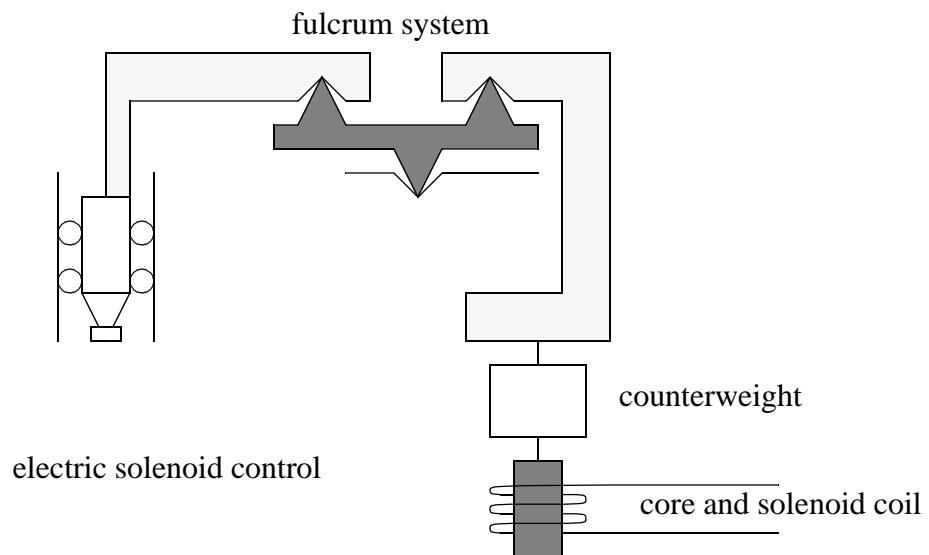 fulcrum system
counterweight
electric solenoid control
core and solenoid coil